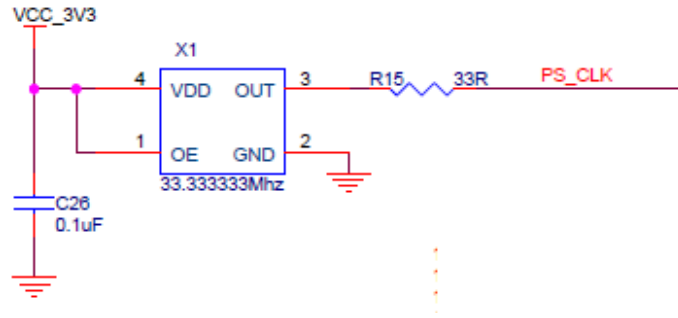 VCC_3V3
X1
4 VDD OUT 3 R15 33R PS_CLK
1 OE GND 2
33.333333Mhz
C26
0.1uF